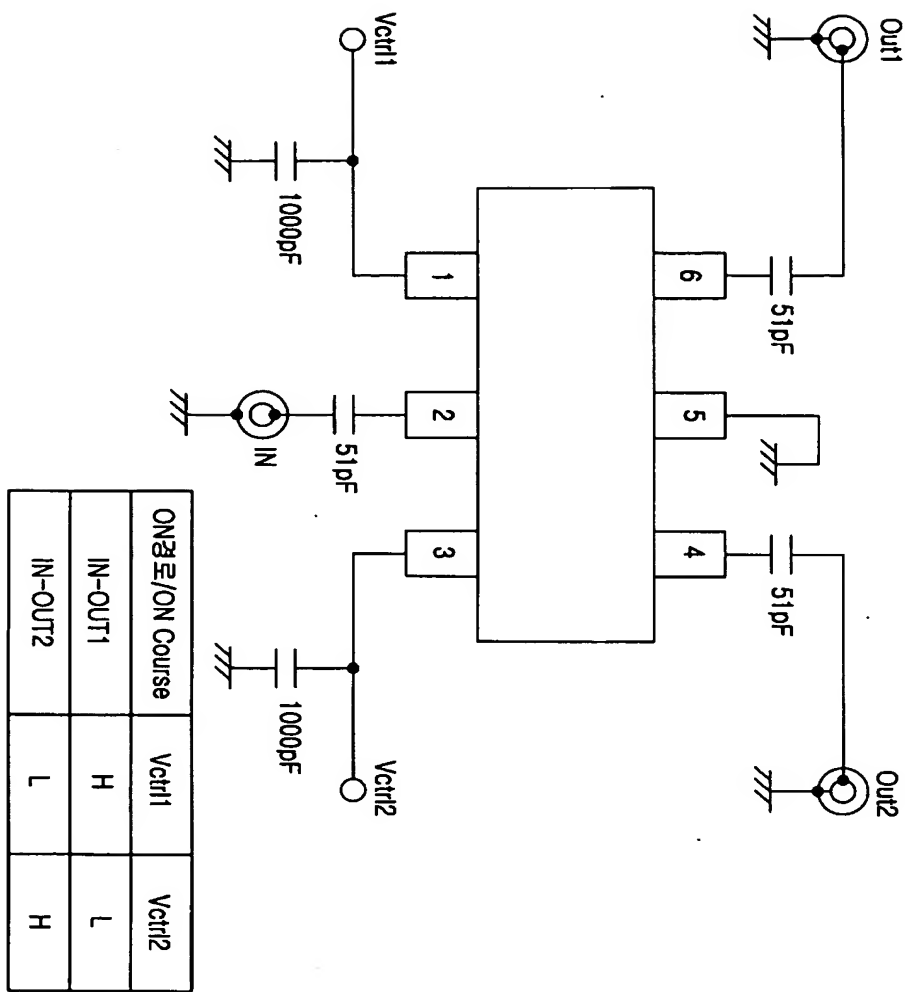 Out1
Out2
51pF
51pF
6
5
4
1
2
3
Vctrl1
Vctrl2
51pF
1000pF
1000pF
IN
ON경로/ON Course Vctrl1 Vctrl2
IN-OUT1 H L
IN-OUT2 L H